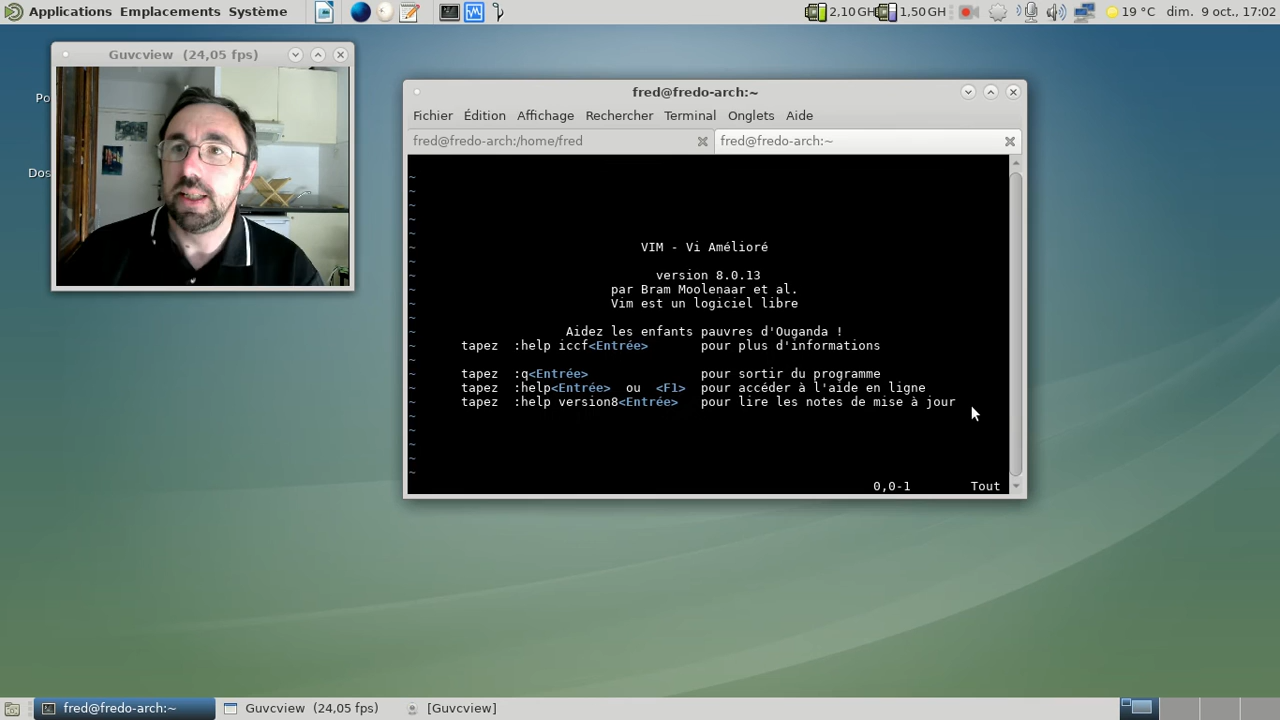 Applications Emplacements Système
2,10 GH 1,50 GH 19 °C dim. 9 oct., 17:02
Guvcview (24,05 fps)
Po
Dos
fred@fredo-arch:~
Fichier Édition Affichage Rechercher Terminal Onglets Aide
fred@fredo-arch:/home/fred fred@fredo-arch:~
~
~
~
~
~ VIM - Vi Amélioré
~
~ version 8.0.13
~ par Bram Moolenaar et al.
~ Vim est un logiciel libre
~
~ Aidez les enfants pauvres d'Ouganda !
~ tapez :help iccf<Entrée> pour plus d'informations
~
~ tapez :q<Entrée> pour sortir du programme
~ tapez :help<Entrée> ou <F1> pour accéder à l'aide en ligne
~ tapez :help version8<Entrée> pour lire les notes de mise à jour
~
~
~
~
~
0,0-1 Tout
fred@fredo-arch:~ Guvcview (24,05 fps) [Guvcview]